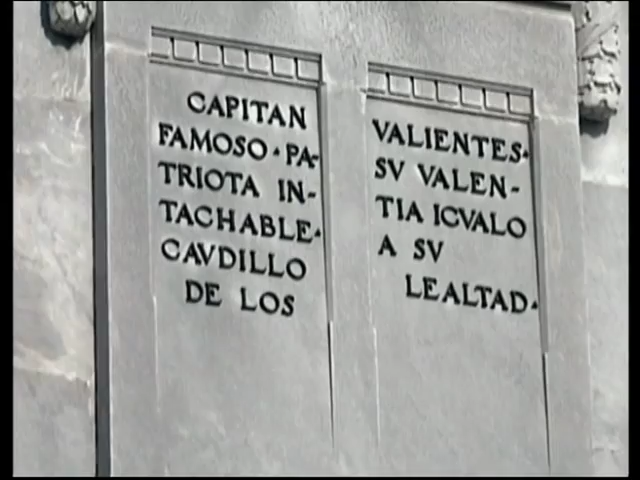 CAPITAN
FAMOSO · PA-
TRIOTA IN-
TACHABLE ·
CAVDILLO
DE LOS
VALIENTES ·
SV VALEN-
TIA ICVALO
A SV
LEALTAD ·